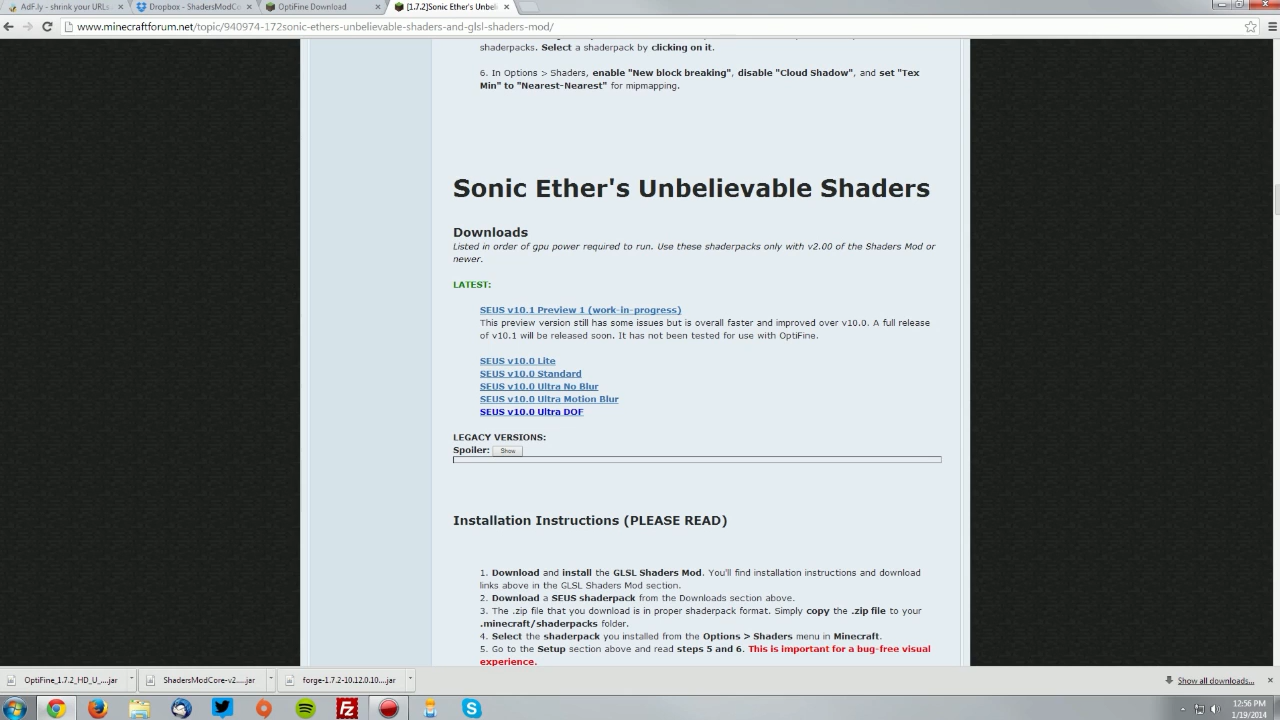 AdF.ly - shrink your URLs
Dropbox - ShadersModCo
OptiFine Download
[1.7.2]Sonic Ether's Unbel
www.minecraftforum.net/topic/940974-172sonic-ethers-unbelievable-shaders-and-glsl-shaders-mod/
shaderpacks. Select a shaderpack by clicking on it.
6. In Options > Shaders, enable "New block breaking", disable "Cloud Shadow", and set "Tex
Min" to "Nearest-Nearest" for mipmapping.
Sonic Ether's Unbelievable Shaders
Downloads
Listed in order of gpu power required to run. Use these shaderpacks only with v2.00 of the Shaders Mod or
newer.
LATEST:
SEUS v10.1 Preview 1 (work-in-progress)
This preview version still has some issues but is overall faster and improved over v10.0. A full release
of v10.1 will be released soon. It has not been tested for use with OptiFine.
SEUS v10.0 Lite
SEUS v10.0 Standard
SEUS v10.0 Ultra No Blur
SEUS v10.0 Ultra Motion Blur
SEUS v10.0 Ultra DOF
LEGACY VERSIONS:
Spoiler: Show
Installation Instructions (PLEASE READ)
1. Download and install the GLSL Shaders Mod. You'll find installation instructions and download
links above in the GLSL Shaders Mod section.
2. Download a SEUS shaderpack from the Downloads section above.
3. The .zip file that you download is in proper shaderpack format. Simply copy the .zip file to your
.minecraft/shaderpacks folder.
4. Select the shaderpack you installed from the Options > Shaders menu in Minecraft.
5. Go to the Setup section above and read steps 5 and 6. This is important for a bug-free visual
experience.
OptiFine_1.7.2_HD_U_....jar
ShadersModCore-v2....jar
forge-1.7.2-10.12.0.10....jar
Show all downloads...
12:56 PM
1/19/2014